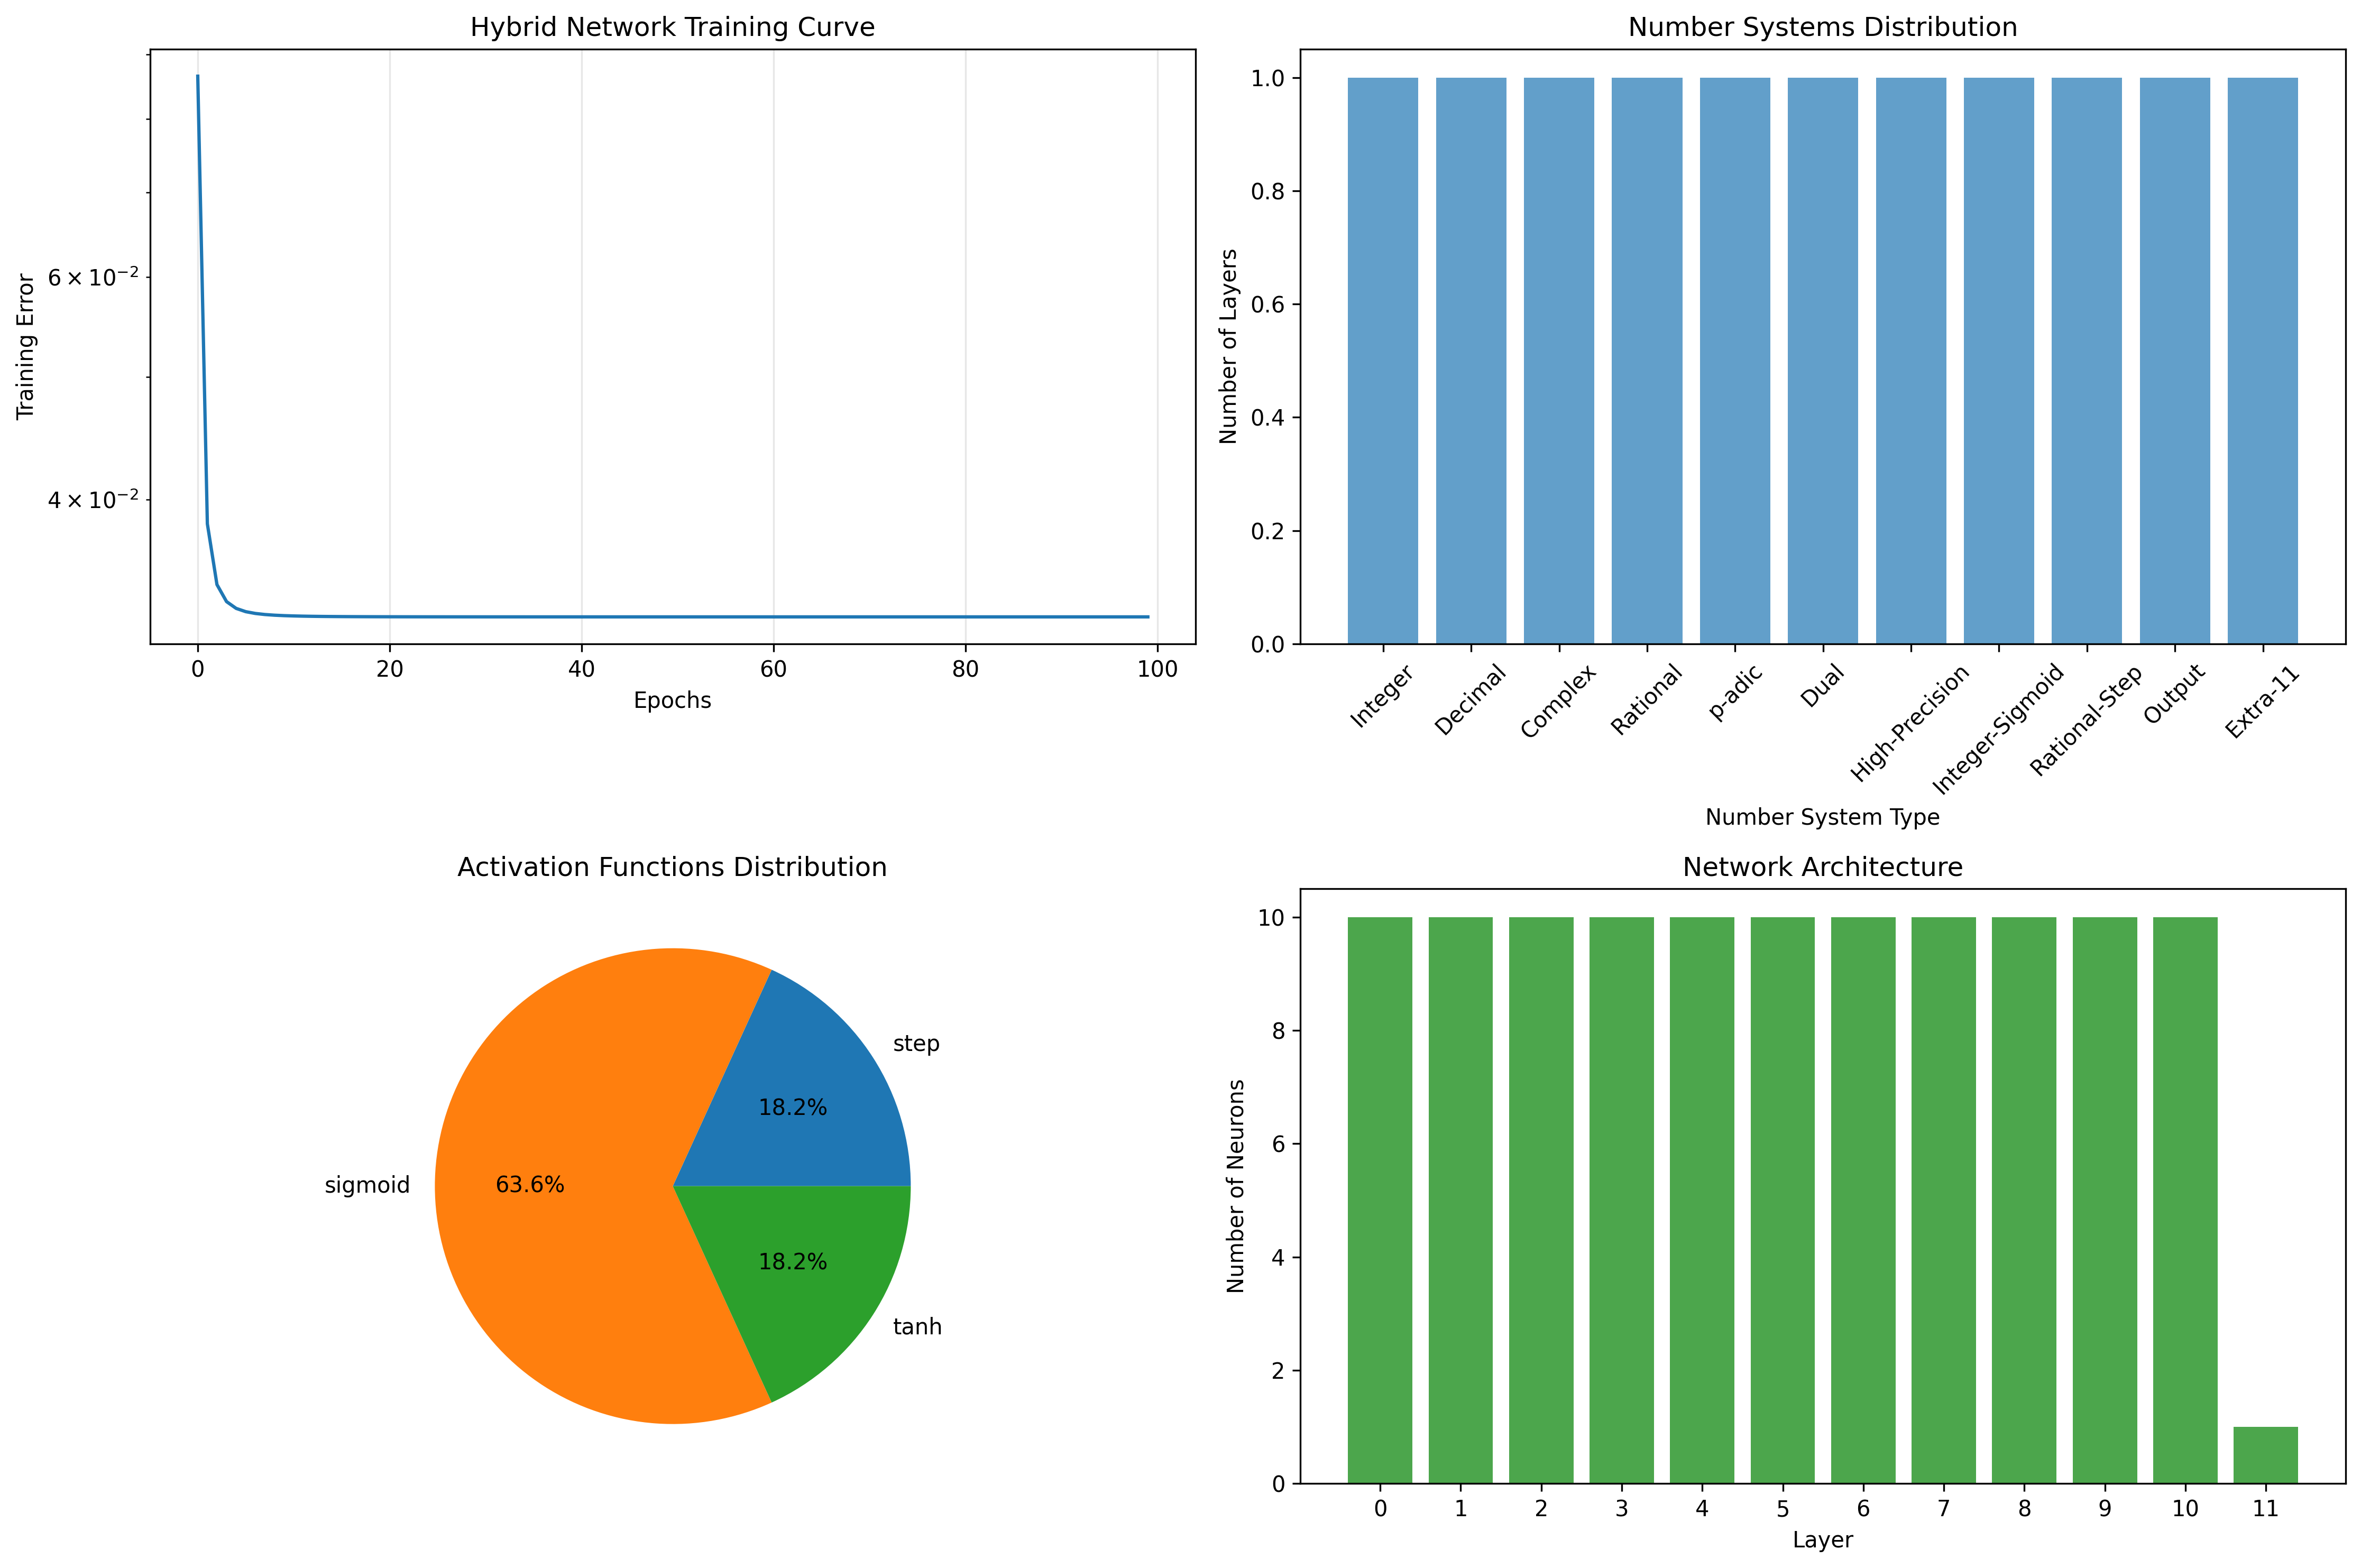 Hybrid Network Training Curve
Training Error
6 × 10⁻²
4 × 10⁻²
0 20 40 60 80 100
Epochs
Number Systems Distribution
Number of Layers
1.0
0.8
0.6
0.4
0.2
0.0
Integer
Decimal
Complex
Rational
p-adic
Dual
High-Precision
Integer-Sigmoid
Rational-Step
Output
Extra-11
Number System Type
Activation Functions Distribution
step
18.2%
sigmoid
63.6%
18.2%
tanh
Network Architecture
Number of Neurons
10
8
6
4
2
0
0 1 2 3 4 5 6 7 8 9 10 11
Layer